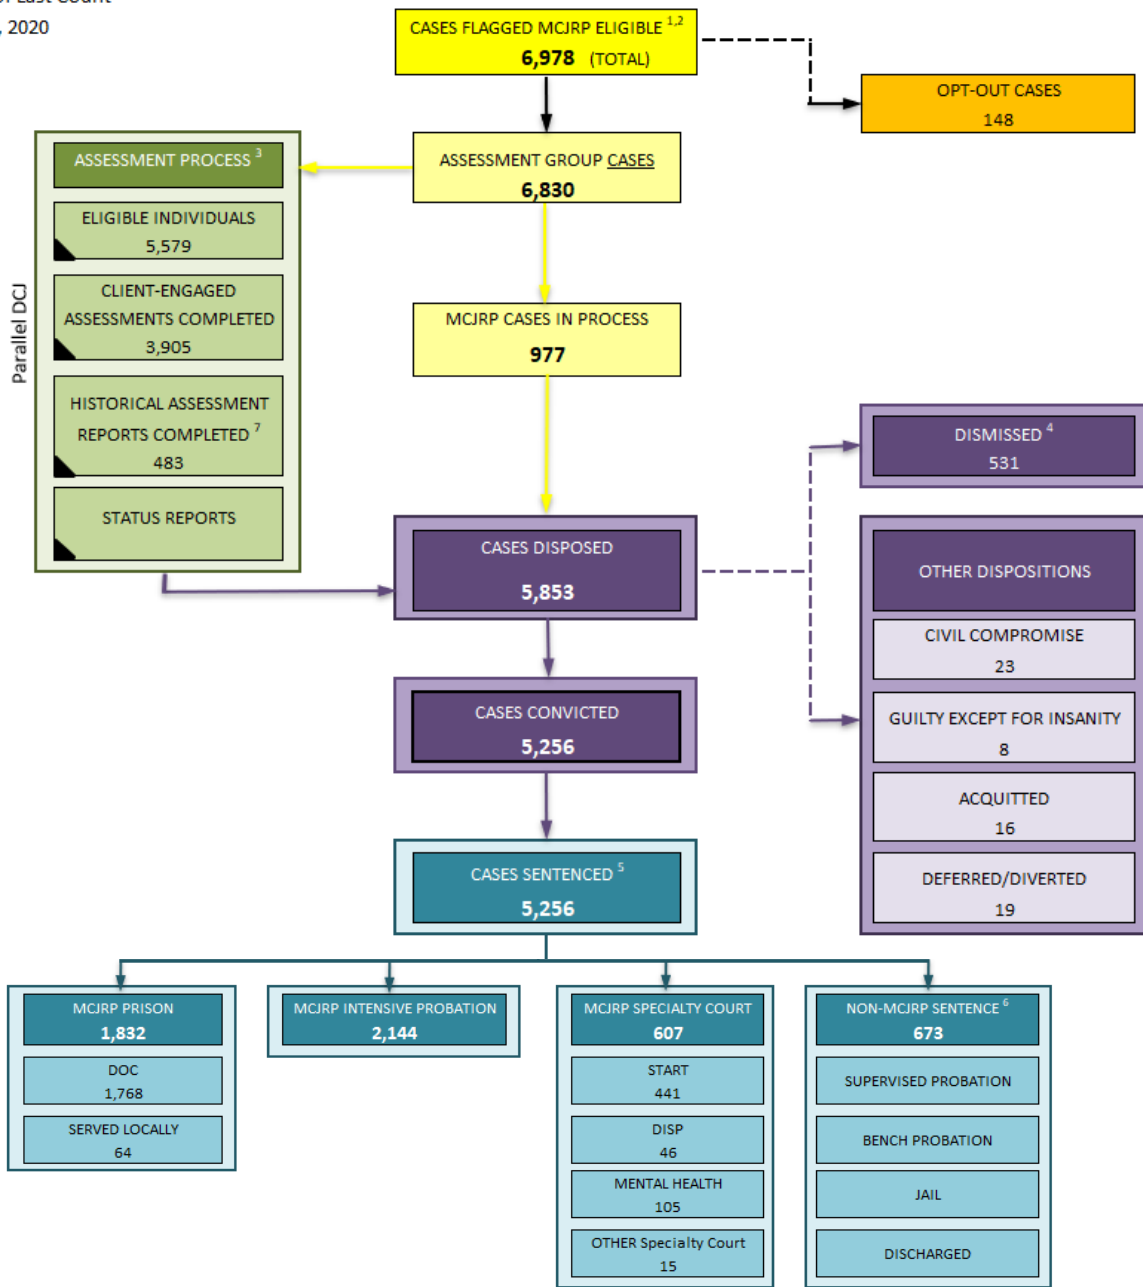 of Last Count
, 2020
CASES FLAGGED MCJRP ELIGIBLE 1,2
6,978 (TOTAL)
OPT-OUT CASES
148
ASSESSMENT GROUP CASES
6,830
Parallel DCJ
ASSESSMENT PROCESS 3
ELIGIBLE INDIVIDUALS
5,579
CLIENT-ENGAGED
ASSESSMENTS COMPLETED
3,905
HISTORICAL ASSESSMENT
REPORTS COMPLETED 7
483
STATUS REPORTS
MCJRP CASES IN PROCESS
977
DISMISSED 4
531
CASES DISPOSED
5,853
OTHER DISPOSITIONS
CIVIL COMPROMISE
23
GUILTY EXCEPT FOR INSANITY
8
ACQUITTED
16
DEFERRED/DIVERTED
19
CASES CONVICTED
5,256
CASES SENTENCED 5
5,256
MCJRP PRISON
1,832
DOC
1,768
SERVED LOCALLY
64
MCJRP INTENSIVE PROBATION
2,144
MCJRP SPECIALTY COURT
607
START
441
DISP
46
MENTAL HEALTH
105
OTHER Specialty Court
15
NON-MCJRP SENTENCE 6
673
SUPERVISED PROBATION
BENCH PROBATION
JAIL
DISCHARGED